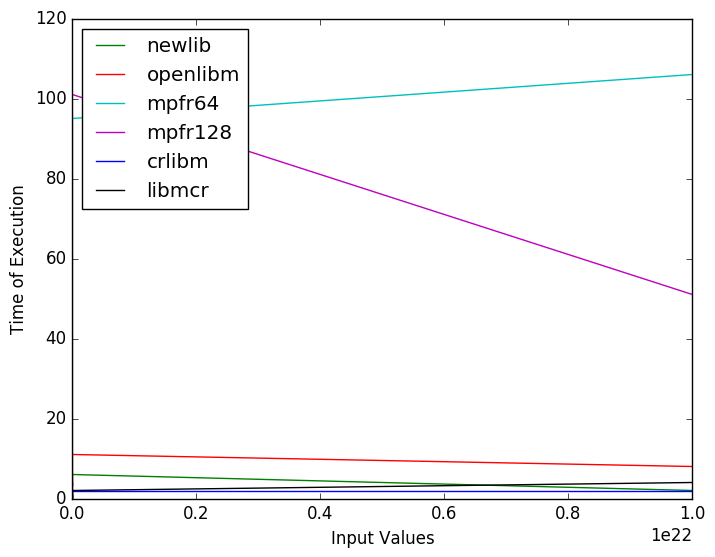 120
100
80
60
40
20
0
Time of Execution
newlib
openlibm
mpfr64
mpfr128
crlibm
libmcr
0.0 0.2 0.4 0.6 0.8 1.0
1e22
Input Values